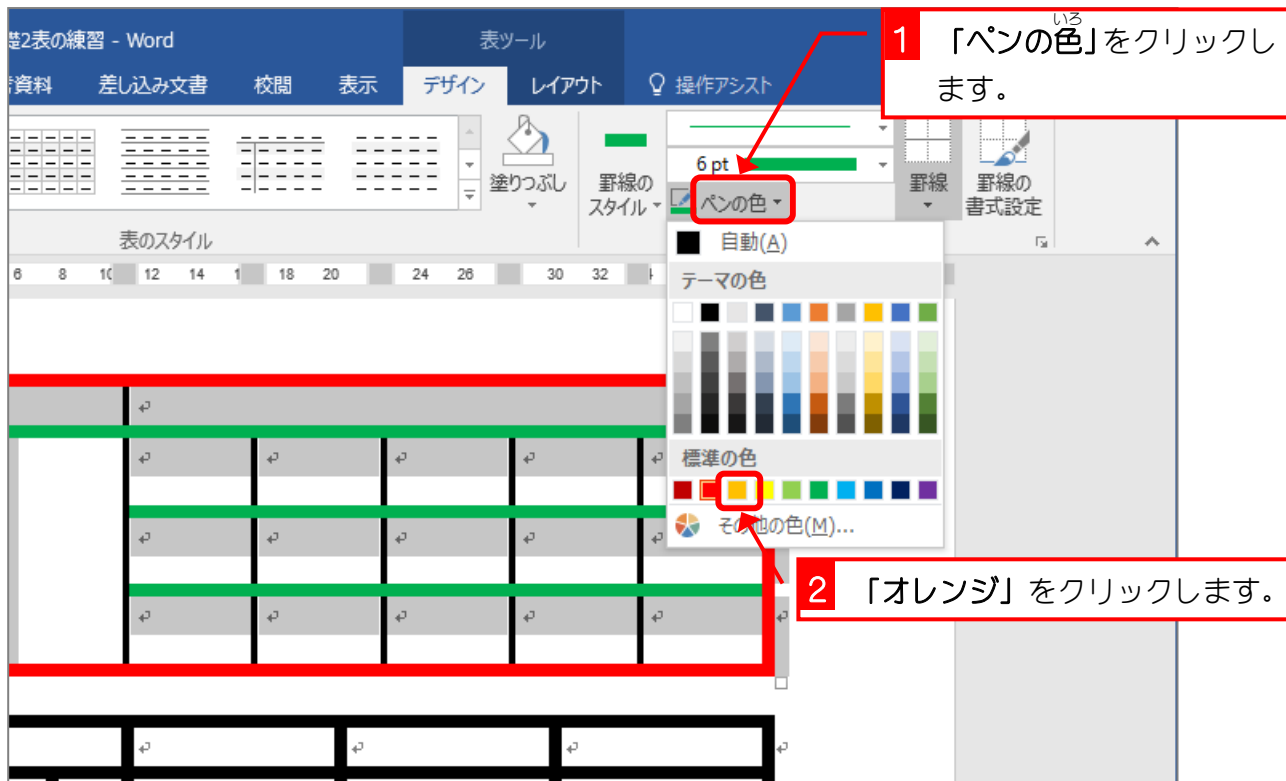 礎2表の練習 - Word
表ツール
資料
差し込み文書
校閲
表示
デザイン
レイアウト
操作アシスト
1
いろ
「ペンの色」をクリックし
ます。
塗りつぶし
罫線の
スタイル
6 pt
ペンの色
罫線
罫線の
書式設定
表のスタイル
自動(A)
6 8 10 12 14 1 18 20 24 26 30 32 4
テーマの色
標準の色
その他の色(M)...
2
「オレンジ」をクリックします。